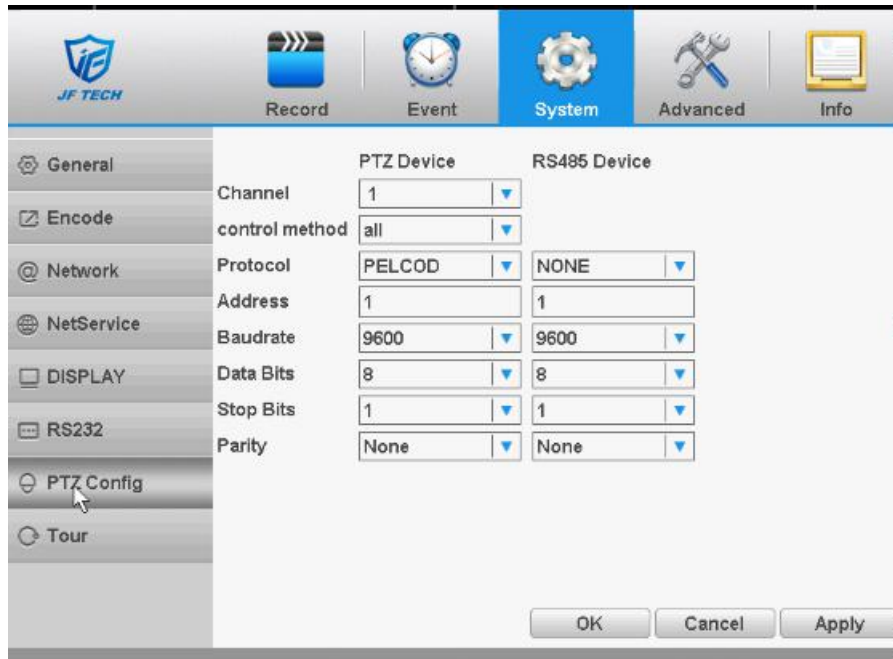 JF TECH
Record Event System Advanced Info
General
Encode
Network
NetService
DISPLAY
RS232
PTZ Config
Tour
PTZ Device RS485 Device
Channel 1
control method all
Protocol PELCOD NONE
Address 1 1
Baudrate 9600 9600
Data Bits 8 8
Stop Bits 1 1
Parity None None
OK Cancel Apply